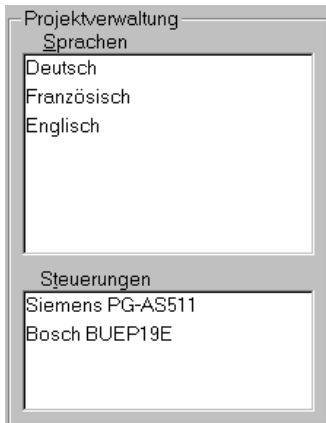 Projektverwaltung
Sprachen
Deutsch
Französisch
Englisch
Steuerungen
Siemens PG-AS511
Bosch BUEP19E